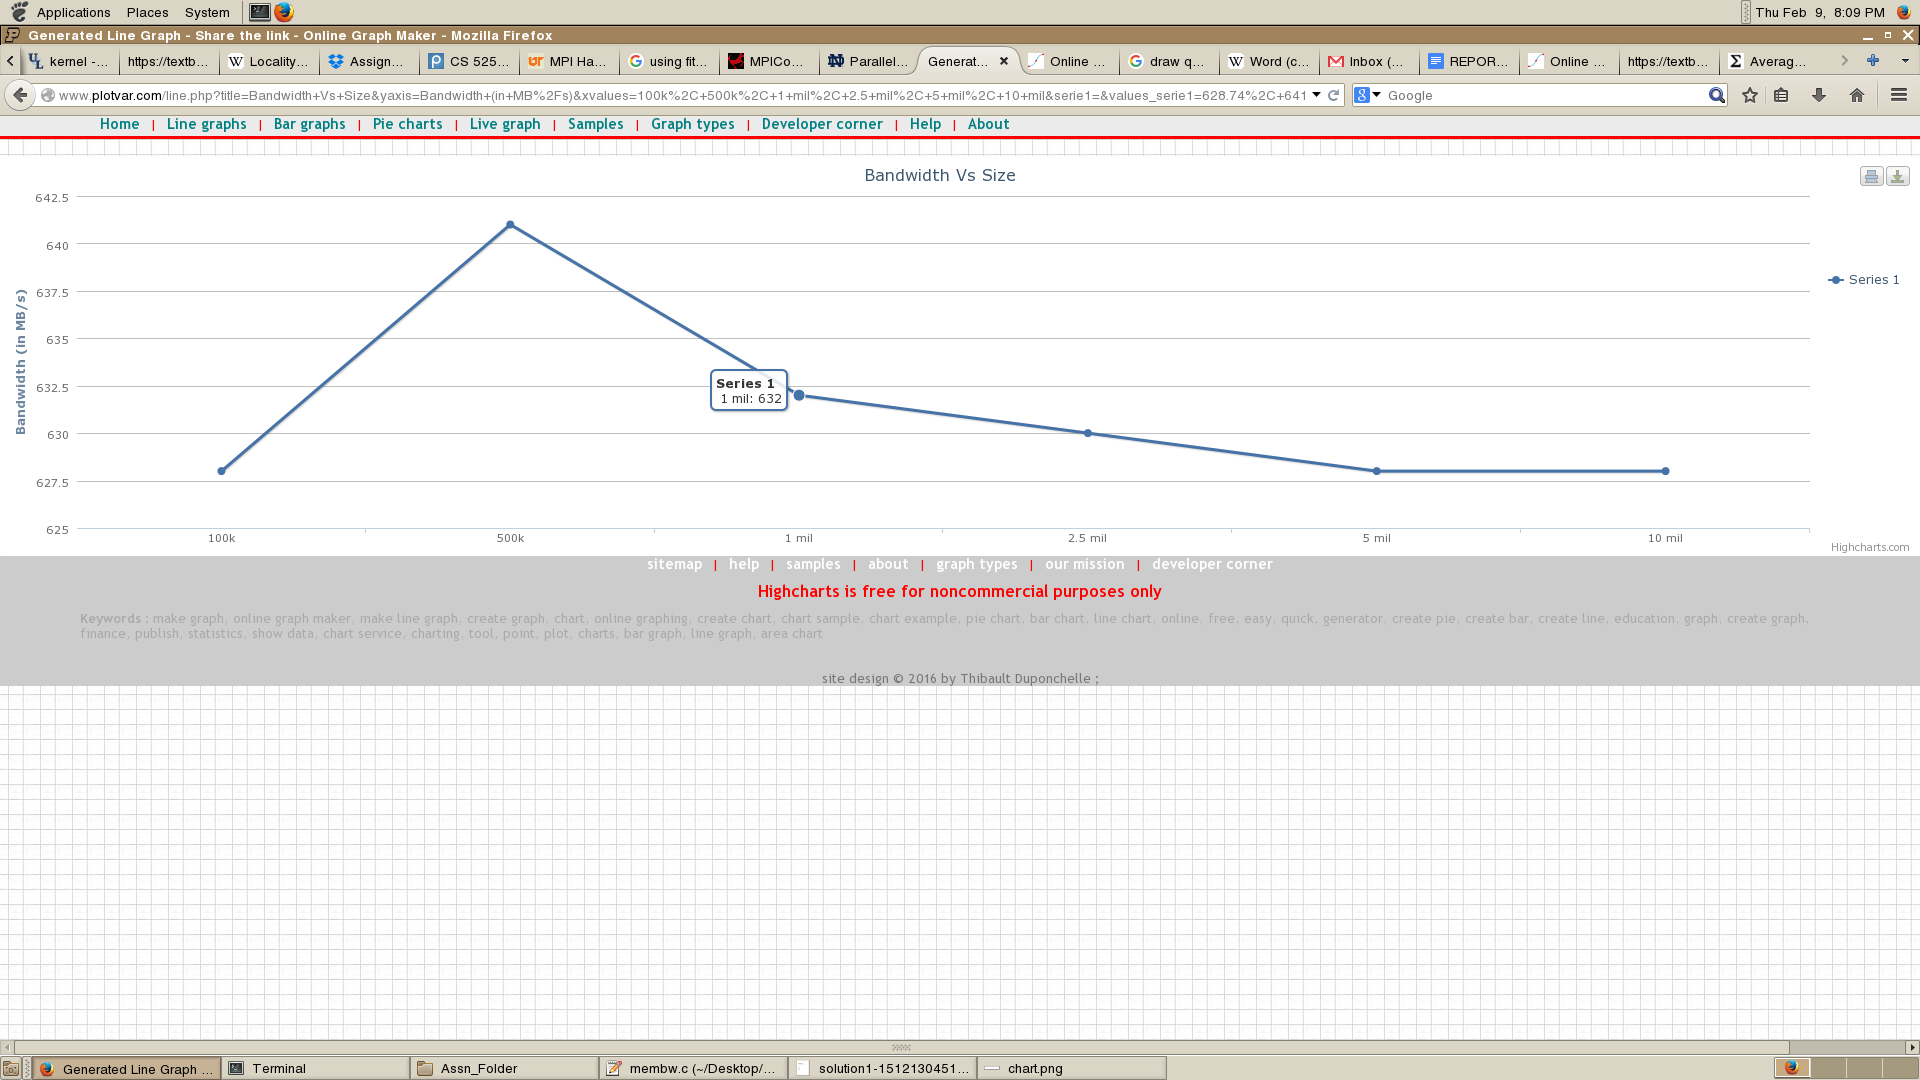 Applications Places System Thu Feb 9, 8:09 PM
Generated Line Graph - Share the link - Online Graph Maker - Mozilla Firefox
kernel -... https://textb... Locality... Assign... CS 525... MPI Ha... using fit... MPICo... Parallel... Generat... Online ... draw q... Word (c... Inbox (... REPOR... Online ... https://textb... Averag...
www.plotvar.com/line.php?title=Bandwidth+Vs+Size&yaxis=Bandwidth+(in+MB%2Fs)&xvalues=100k%2C+500k%2C+1+mil%2C+2.5+mil%2C+5+mil%2C+10+mil&serie1=&values_serie1=628.74%2C+641 Google
Home | Line graphs | Bar graphs | Pie charts | Live graph | Samples | Graph types | Developer corner | Help | About
Bandwidth Vs Size
642.5
640
637.5
635
632.5
630
627.5
625
Bandwidth (in MB/s)
Series 1
Series 1
1 mil: 632
100k 500k 1 mil 2.5 mil 5 mil 10 mil
Highcharts.com
sitemap | help | samples | about | graph types | our mission | developer corner
Highcharts is free for noncommercial purposes only
Keywords : make graph, online graph maker, make line graph, create graph, chart, online graphing, create chart, chart sample, chart example, pie chart, bar chart, line chart, online, free, easy, quick, generator, create pie, create bar, create line, education, graph, create graph,
finance, publish, statistics, show data, chart service, charting, tool, point, plot, charts, bar graph, line graph, area chart
site design © 2016 by Thibault Duponchelle ;
Generated Line Graph ... Terminal Assn_Folder membw.c (~/Desktop/... solution1-1512130451... chart.png